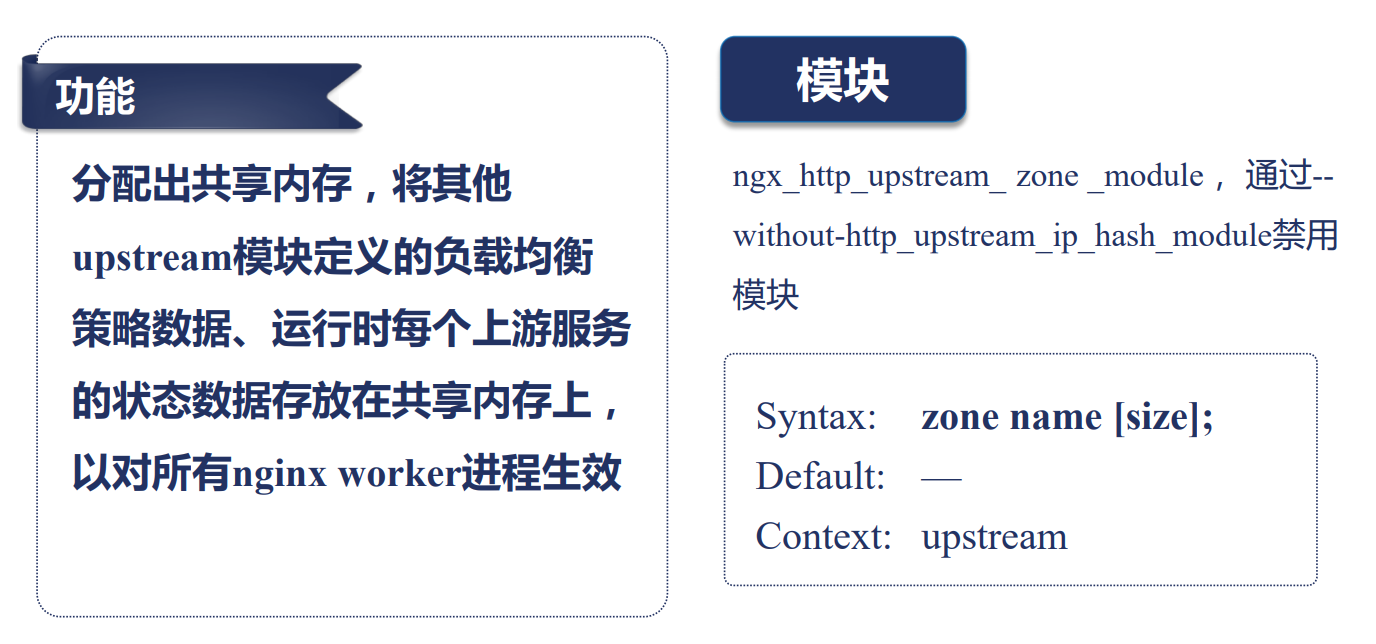 功能
分配出共享内存，将其他
upstream模块定义的负载均衡
策略数据、运行时每个上游服务
的状态数据存放在共享内存上，
以对所有nginx worker进程生效
模块
ngx_http_upstream_ zone _module， 通过--
without-http_upstream_ip_hash_module禁用
模块
Syntax: zone name [size];
Default: —
Context: upstream